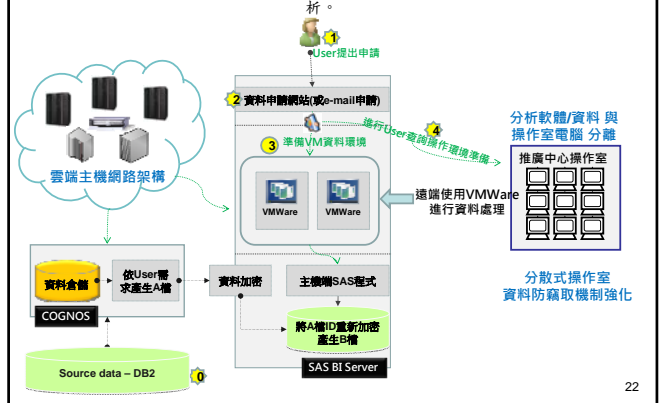 析。
1
User提出申請
2 資料申請網站(或e-mail申請)
3 準備VM資料環境
進行User查詢操作環境準備
4
雲端主機網路架構
VMWare
VMWare
遠端使用VMWare
進行資料處理
分析軟體/資料 與
操作室電腦 分離
推廣中心操作室
分散式操作室
資料防竊取機制強化
資料倉儲
依User需
求產生A檔
COGNOS
資料加密
主機端SAS程式
將A檔ID重新加密
產生B檔
SAS BI Server
Source data – DB2
0
22